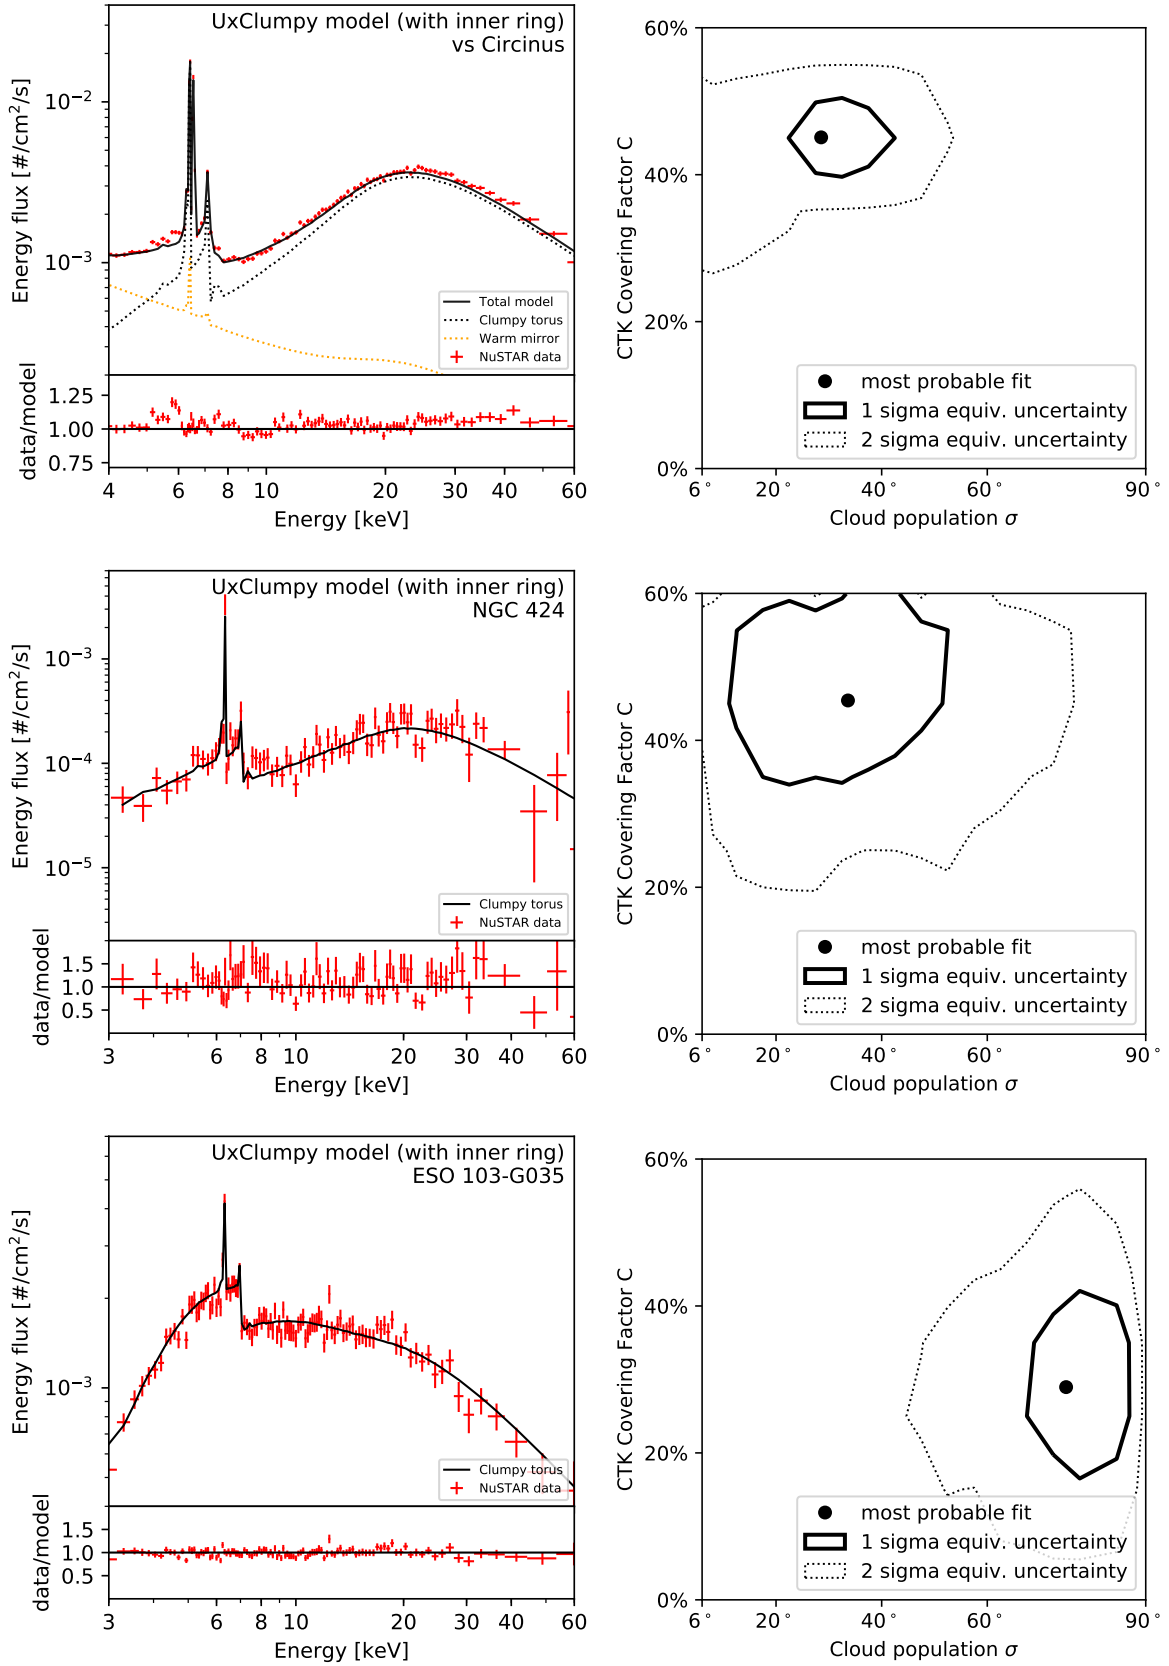 UxClumpy model (with inner ring)
vs Circinus
Energy flux [#/cm²/s]
10⁻²
10⁻³
Total model
Clumpy torus
Warm mirror
NuSTAR data
data/model
1.25
1.00
0.75
4 6 8 10 20 30 40 60
Energy [keV]
CTK Covering Factor C
60%
40%
20%
0%
most probable fit
1 sigma equiv. uncertainty
2 sigma equiv. uncertainty
6° 20° 40° 60° 90°
Cloud population σ
UxClumpy model (with inner ring)
NGC 424
Energy flux [#/cm²/s]
10⁻³
10⁻⁴
10⁻⁵
Clumpy torus
NuSTAR data
data/model
1.5
1.0
0.5
3 6 8 10 20 30 40 60
Energy [keV]
CTK Covering Factor C
60%
40%
20%
0%
most probable fit
1 sigma equiv. uncertainty
2 sigma equiv. uncertainty
6° 20° 40° 60° 90°
Cloud population σ
UxClumpy model (with inner ring)
ESO 103-G035
Energy flux [#/cm²/s]
10⁻³
Clumpy torus
NuSTAR data
data/model
1.5
1.0
0.5
3 6 8 10 20 30 40 60
Energy [keV]
CTK Covering Factor C
60%
40%
20%
0%
most probable fit
1 sigma equiv. uncertainty
2 sigma equiv. uncertainty
6° 20° 40° 60° 90°
Cloud population σ